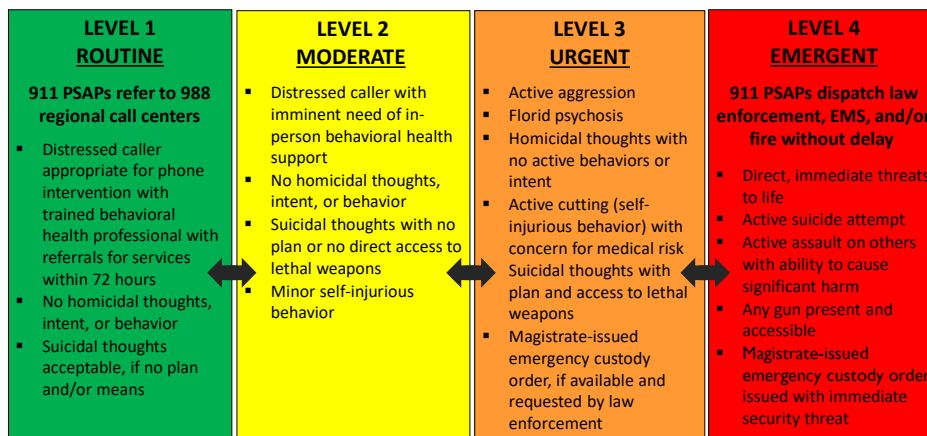 LEVEL 1
ROUTINE
911 PSAPs refer to 988
regional call centers
▪ Distressed caller
appropriate for phone
intervention with
trained behavioral
health professional with
referrals for services
within 72 hours
▪ No homicidal thoughts,
intent, or behavior
▪ Suicidal thoughts
acceptable, if no plan
and/or means
LEVEL 2
MODERATE
▪ Distressed caller with
imminent need of in-
person behavioral health
support
▪ No homicidal thoughts,
intent, or behavior
▪ Suicidal thoughts with no
plan or no direct access to
lethal weapons
▪ Minor self-injurious
behavior
LEVEL 3
URGENT
▪ Active aggression
▪ Florid psychosis
▪ Homicidal thoughts with
no active behaviors or
intent
▪ Active cutting (self-
injurious behavior) with
concern for medical risk
▪ Suicidal thoughts with
plan and access to lethal
weapons
▪ Magistrate-issued
emergency custody
order, if available and
requested by law
enforcement
LEVEL 4
EMERGENT
911 PSAPs dispatch law
enforcement, EMS, and/or
fire without delay
▪ Direct, immediate threats
to life
▪ Active suicide attempt
▪ Active assault on others
with ability to cause
significant harm
▪ Any gun present and
accessible
▪ Magistrate-issued
emergency custody order
issued with immediate
security threat